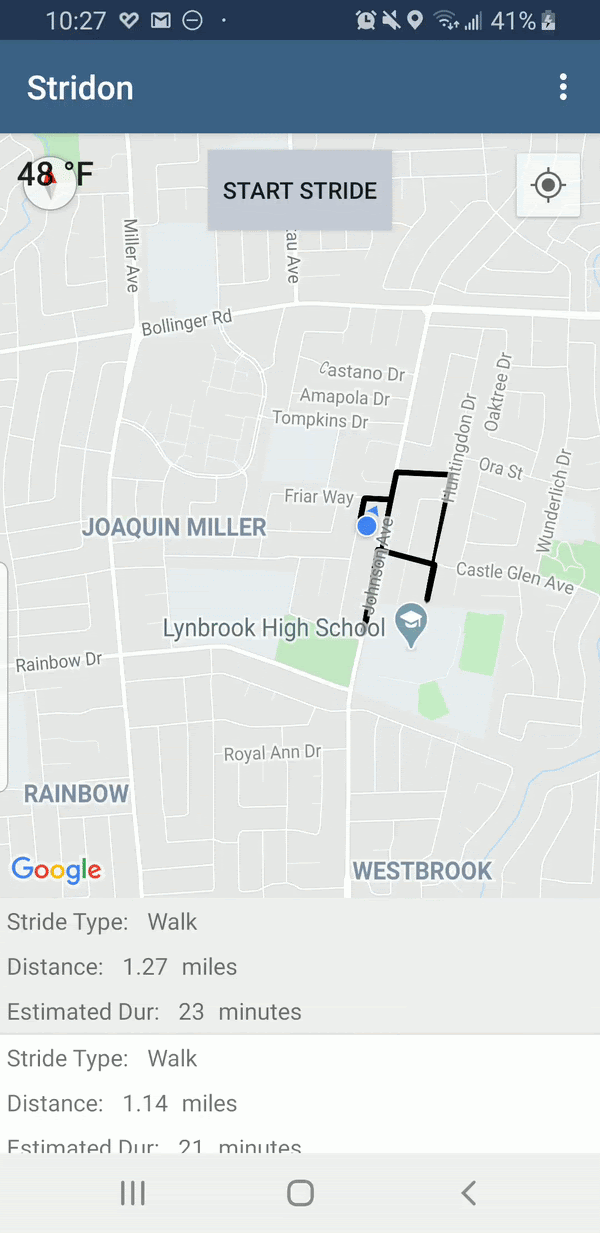 10:27
41%
Stridon
48 °F
START STRIDE
Miller Ave
au Ave
Bollinger Rd
Castano Dr
Amapola Dr
Tompkins Dr
Huntingdon Dr
Oaktree Dr
Ora St
Wunderlich Dr
Friar Way
JOAQUIN MILLER
Johnson Ave
Castle Glen Ave
Lynbrook High School
Rainbow Dr
Royal Ann Dr
RAINBOW
Google
WESTBROOK
Stride Type: Walk
Distance: 1.27 miles
Estimated Dur: 23 minutes
Stride Type: Walk
Distance: 1.14 miles
Estimated Dur: 21 minutes